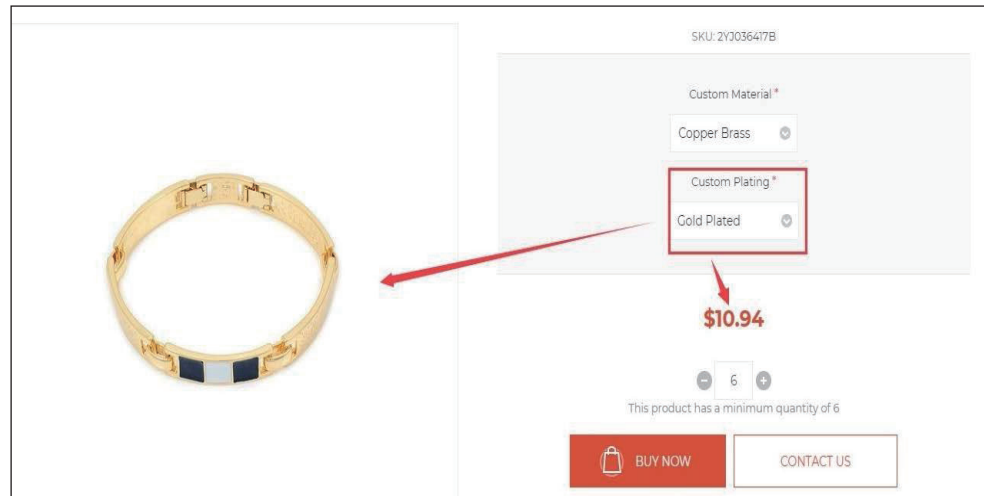 SKU: 2YJ036417B
Custom Material *
Copper Brass
Custom Plating *
Gold Plated
$10.94
6
This product has a minimum quantity of 6
BUY NOW
CONTACT US